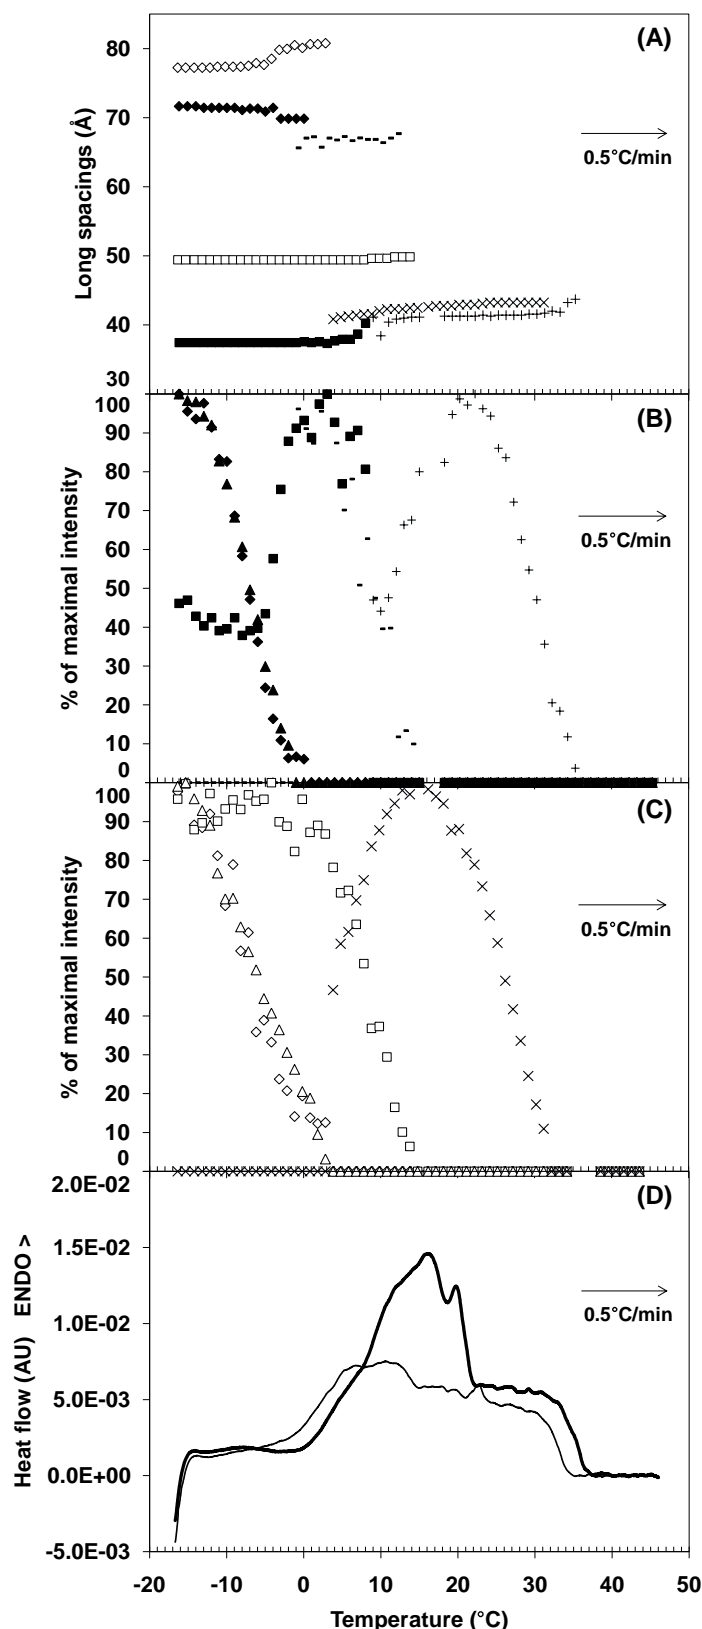 (A)
80
70
60
50
40
30
Long spacings (Å)
0.5°C/min
(B)
100
90
80
70
60
50
40
30
20
10
0
% of maximal intensity
0.5°C/min
(C)
100
90
80
70
60
50
40
30
20
10
0
% of maximal intensity
0.5°C/min
(D)
2.0E-02
1.5E-02
1.0E-02
5.0E-03
0.0E+00
-5.0E-03
Heat flow (AU) ENDO >
0.5°C/min
-20 -10 0 10 20 30 40 50
Temperature (°C)